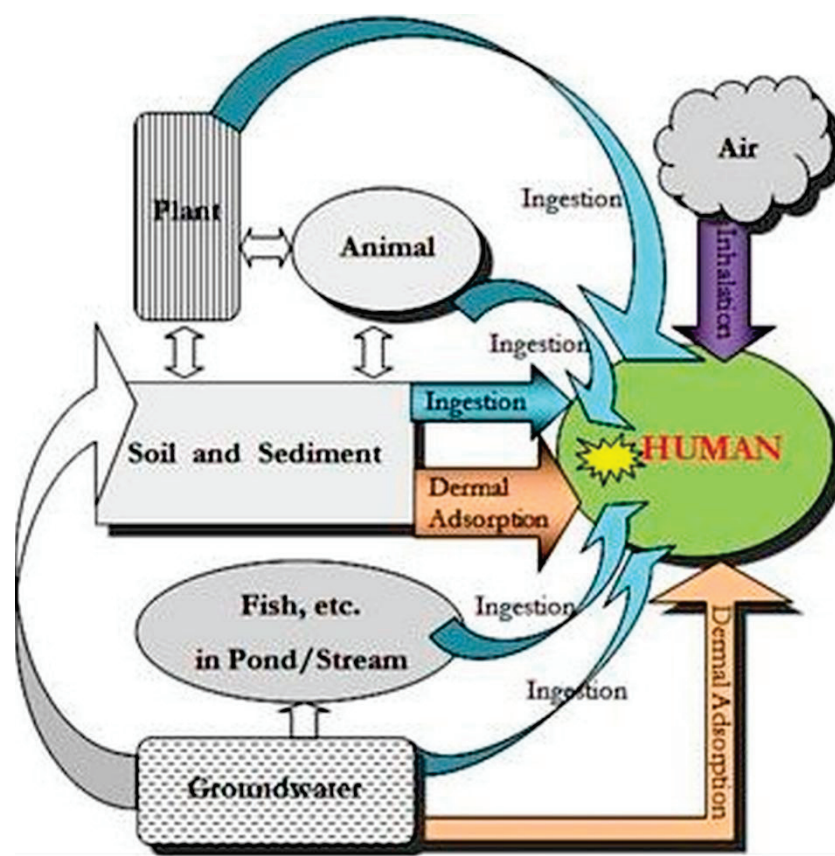 Air
Ingestion
Plant
Animal
Inhalation
Ingestion
Ingestion
Soil and Sediment
HUMAN
Dermal
Adsorption
Fish, etc.
in Pond/Stream
Ingestion
Ingestion
Dermal Adsorption
Groundwater